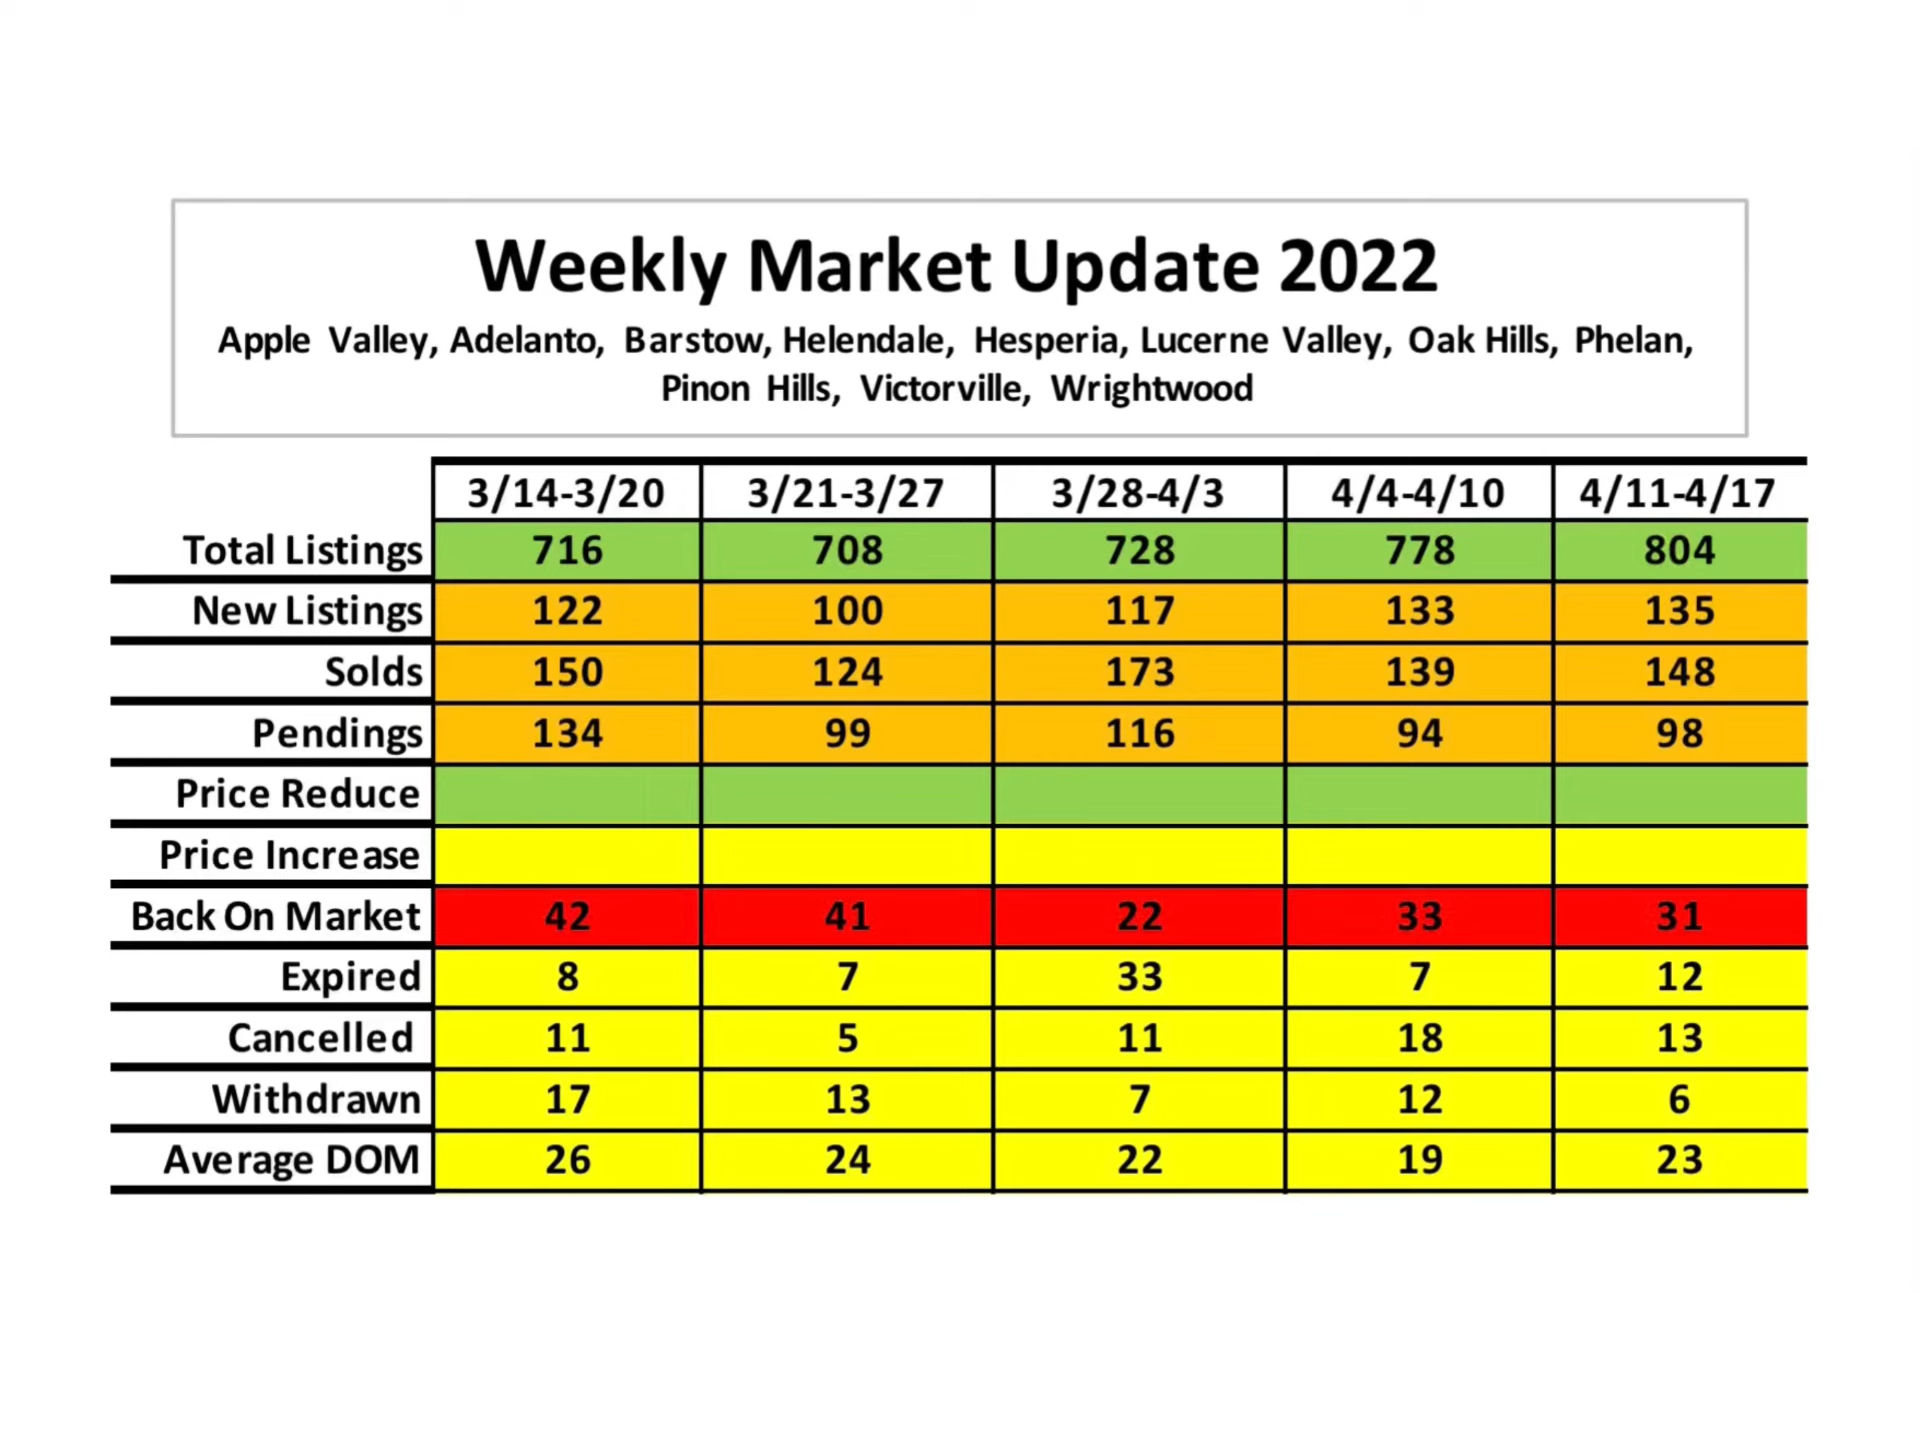 Weekly Market Update 2022
Apple Valley, Adelanto, Barstow, Helendale, Hesperia, Lucerne Valley, Oak Hills, Phelan,
Pinon Hills, Victorville, Wrightwood
3/14-3/20 3/21-3/27 3/28-4/3 4/4-4/10 4/11-4/17
Total Listings 716 708 728 778 804
New Listings 122 100 117 133 135
Solds 150 124 173 139 148
Pendings 134 99 116 94 98
Price Reduce
Price Increase
Back On Market 42 41 22 33 31
Expired 8 7 33 7 12
Cancelled 11 5 11 18 13
Withdrawn 17 13 7 12 6
Average DOM 26 24 22 19 23